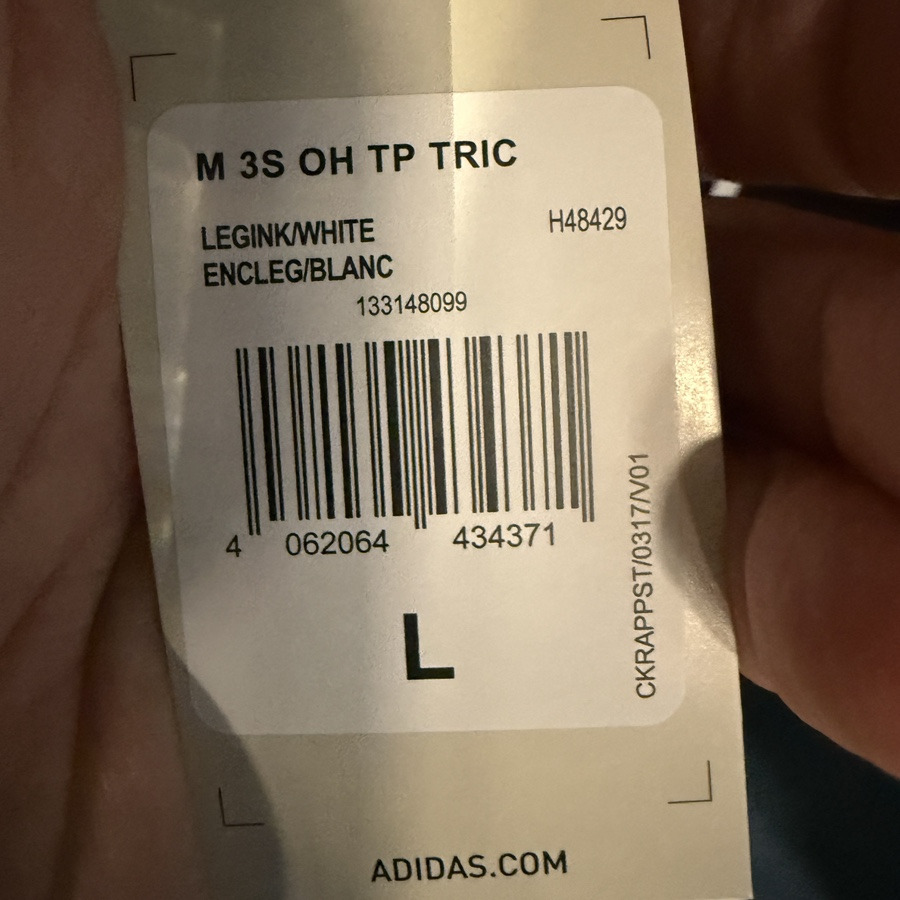 M 3S OH TP TRIC
LEGINK/WHITE
H48429
ENCLEG/BLANC
133148099
4 062064 434371
L
CKRAPPST/0317/V01
ADIDAS.COM